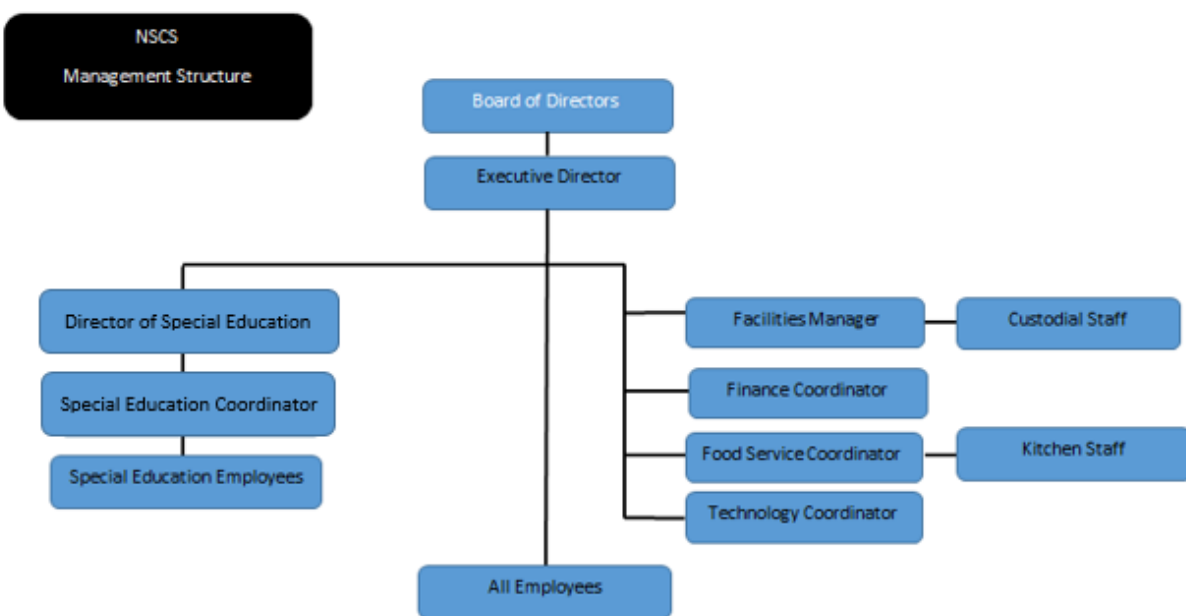 NSCS
Management Structure
Board of Directors
Executive Director
Director of Special Education
Special Education Coordinator
Special Education Employees
Facilities Manager
Custodial Staff
Finance Coordinator
Food Service Coordinator
Kitchen Staff
Technology Coordinator
All Employees